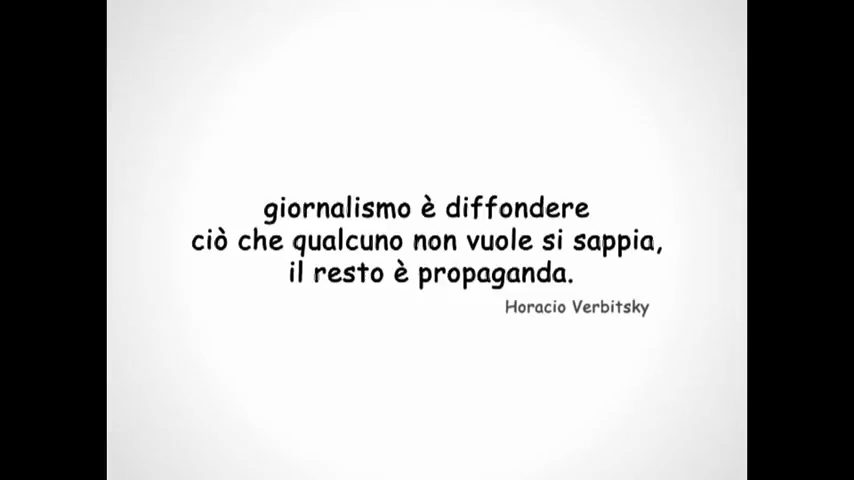 giornalismo è diffondere
ciò che qualcuno non vuole si sappia,
il resto è propaganda.
Horacio Verbitsky